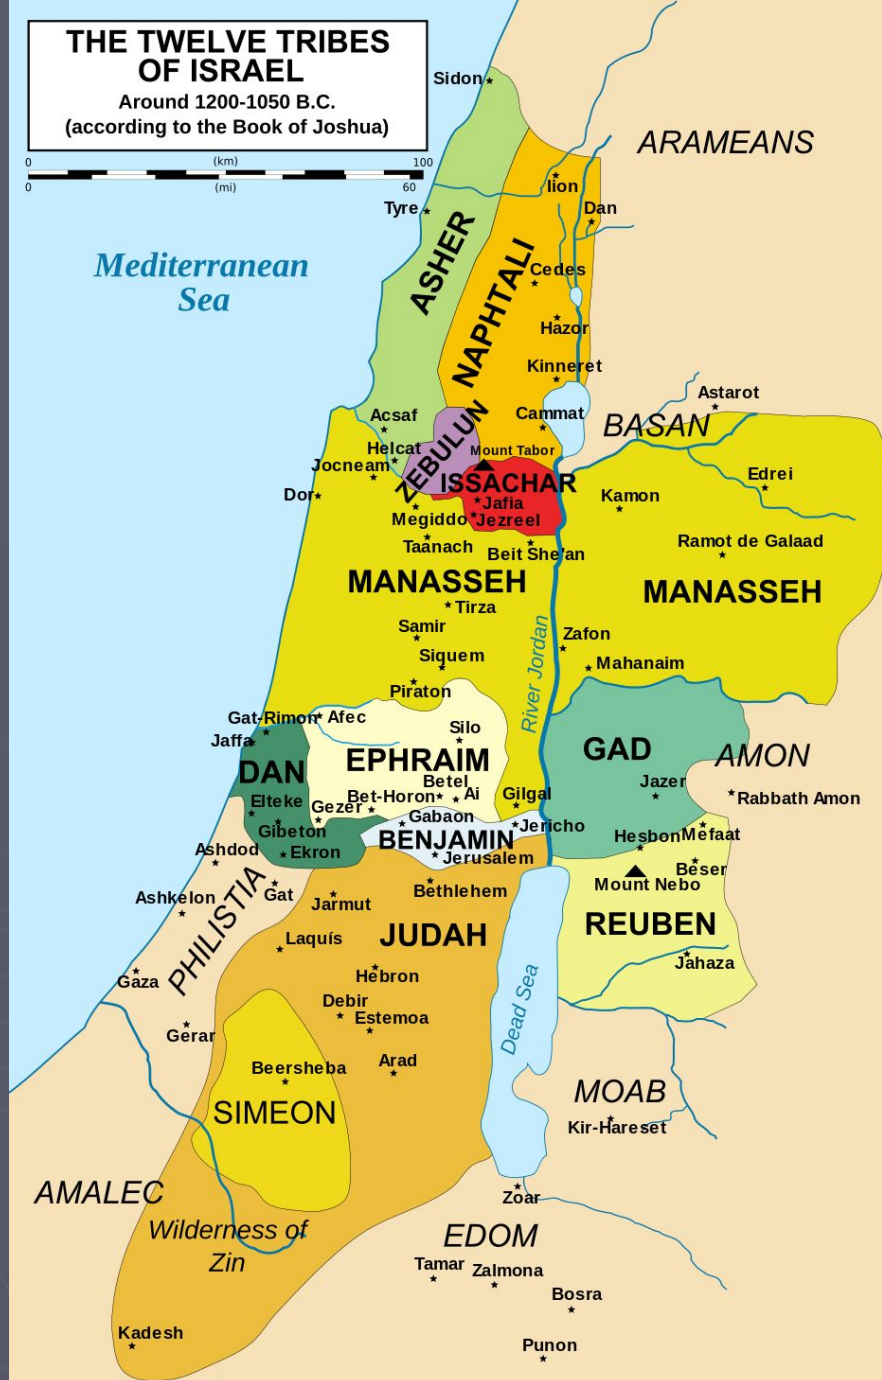 THE TWELVE TRIBES
OF ISRAEL
Around 1200-1050 B.C.
(according to the Book of Joshua)
0 (km) 100
0 (mi) 60
Sidon
ARAMEANS
Iion
Tyre
Dan
ASHER
NAPHTALI
Mediterranean
Sea
Cedes
Hazor
Kinneret
Astarot
Acsaf
Cammat
BASAN
Helcat
ZEBULUN
Mount Tabor
Jocneam
ISSACHAR
Edrei
Dor
Jafia
Kamon
Megiddo
Jezreel
Taanach
Beit She'an
Ramot de Galaad
MANASSEH
MANASSEH
Tirza
Samir
River Jordan
Zafon
Siquem
Mahanaim
Piraton
Gat-Rimon
Afec
Silo
Jaffa
GAD
AMON
EPHRAIM
DAN
Betel
Jazer
Bet-Horon
Ai
Gilgal
Rabbath Amon
Elteke
Gezer
Gabaon
Jericho
Gibeton
BENJAMIN
Hesbon
Mefaat
Ashdod
Ekron
Jerusalem
Beser
Gat
Bethlehem
Mount Nebo
Ashkelon
Jarmut
PHILISTIA
JUDAH
REUBEN
Laquís
Jahaza
Gaza
Hebron
Debir
Dead Sea
Estemoa
Gerar
Beersheba
Arad
SIMEON
MOAB
Kir-Hareset
AMALEC
Zoar
Wilderness of
Zin
EDOM
Tamar
Zalmona
Bosra
Kadesh
Punon